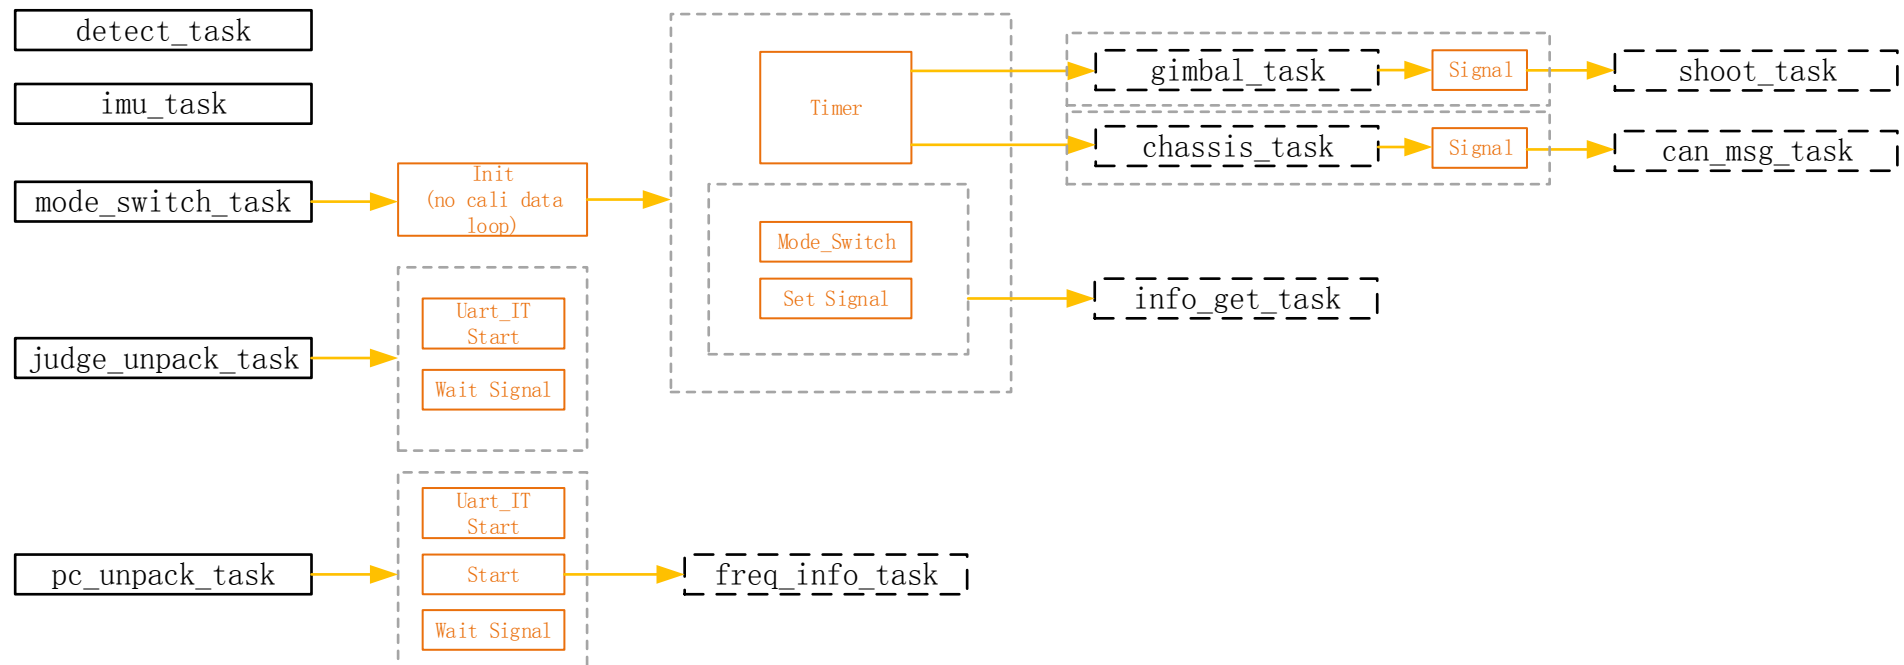 detect_task
imu_task
mode_switch_task
judge_unpack_task
pc_unpack_task
Init
(no cali data
loop)
Uart_IT
Start
Wait Signal
Uart_IT
Start
Start
Wait Signal
Timer
Mode_Switch
Set Signal
freq_info_task
gimbal_task
Signal
shoot_task
chassis_task
Signal
can_msg_task
info_get_task